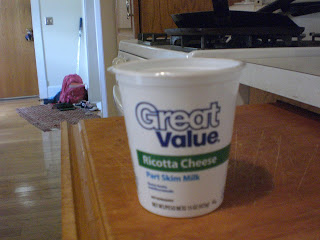 Great
Value
Ricotta Cheese
Part Skim Milk